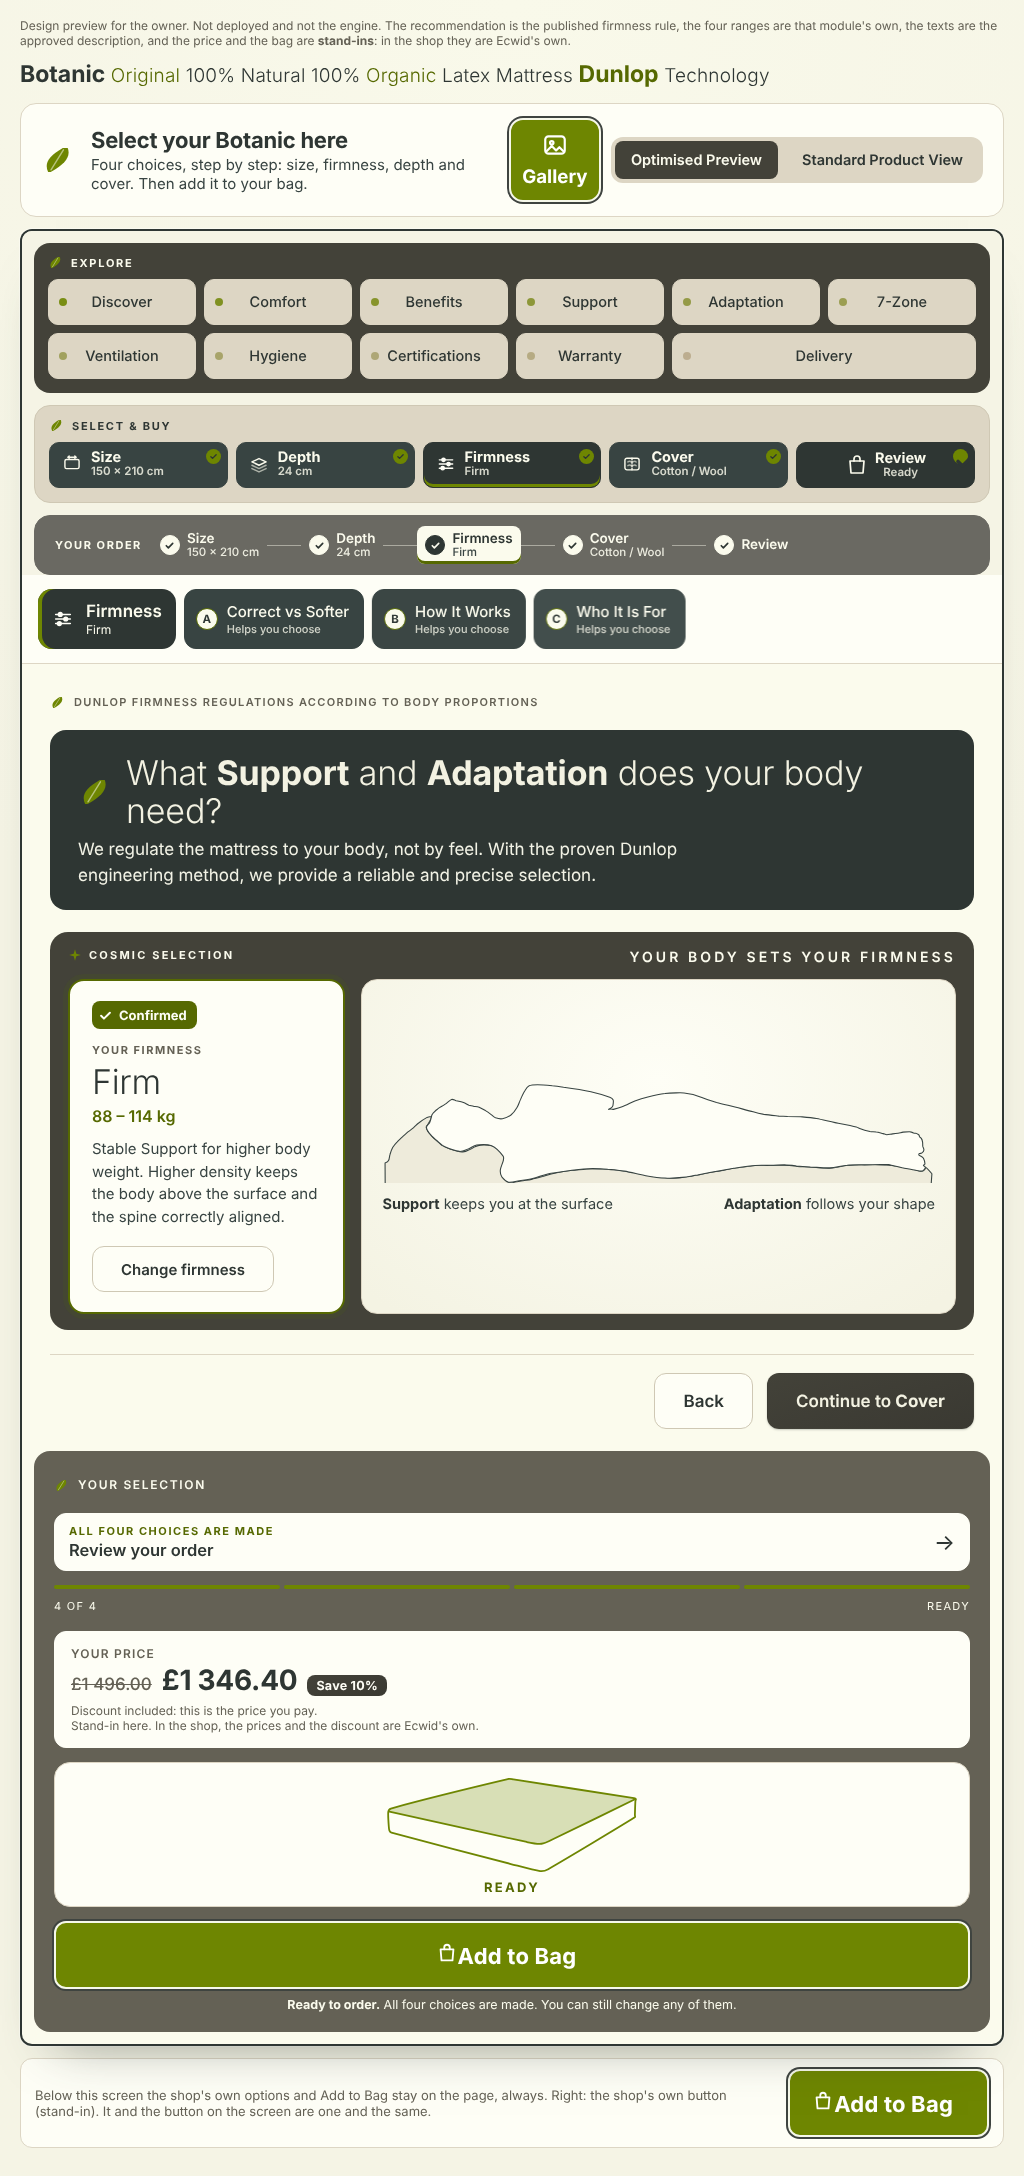 Design preview for the owner. Not deployed and not the engine. The recommendation is the published firmness rule, the four ranges are that module's own, the texts are the
approved description, and the price and the bag are stand-ins: in the shop they are Ecwid's own.
Botanic Original 100% Natural 100% Organic Latex Mattress Dunlop Technology
Select your Botanic here
Four choices, step by step: size, firmness, depth and
cover. Then add it to your bag.
Gallery
Optimised Preview
Standard Product View
EXPLORE
Discover
Comfort
Benefits
Support
Adaptation
7-Zone
Ventilation
Hygiene
Certifications
Warranty
Delivery
SELECT & BUY
Size
150 × 210 cm
Depth
24 cm
Firmness
Firm
Cover
Cotton / Wool
Review
Ready
YOUR ORDER
Size
150 × 210 cm
Depth
24 cm
Firmness
Firm
Cover
Cotton / Wool
Review
Firmness
Firm
A
Correct vs Softer
Helps you choose
B
How It Works
Helps you choose
C
Who It Is For
Helps you choose
DUNLOP FIRMNESS REGULATIONS ACCORDING TO BODY PROPORTIONS
What Support and Adaptation does your body
need?
We regulate the mattress to your body, not by feel. With the proven Dunlop
engineering method, we provide a reliable and precise selection.
COSMIC SELECTION
YOUR BODY SETS YOUR FIRMNESS
Confirmed
YOUR FIRMNESS
Firm
88 – 114 kg
Stable Support for higher body
weight. Higher density keeps
the body above the surface and
the spine correctly aligned.
Change firmness
Support keeps you at the surface
Adaptation follows your shape
Back
Continue to Cover
YOUR SELECTION
ALL FOUR CHOICES ARE MADE
Review your order
4 OF 4
READY
YOUR PRICE
£1 496.00 £1 346.40 Save 10%
Discount included: this is the price you pay.
Stand-in here. In the shop, the prices and the discount are Ecwid's own.
READY
Add to Bag
Ready to order. All four choices are made. You can still change any of them.
Below this screen the shop's own options and Add to Bag stay on the page, always. Right: the shop's own button
(stand-in). It and the button on the screen are one and the same.
Add to Bag